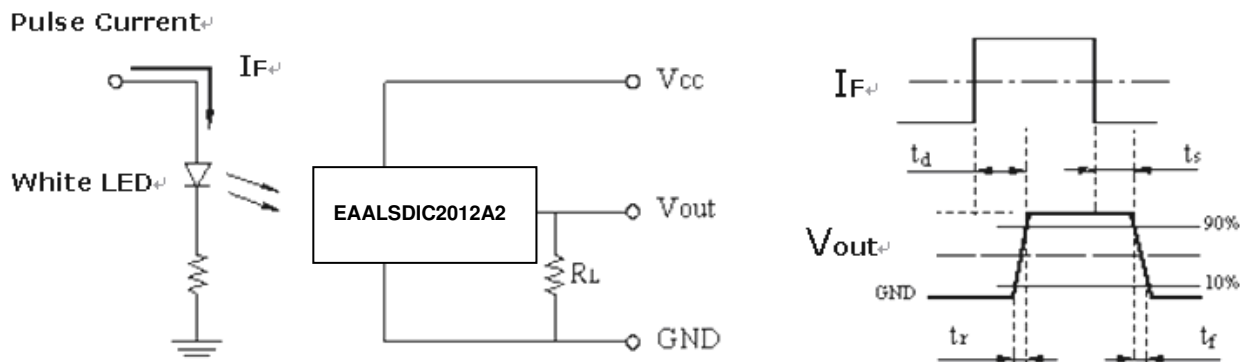 Pulse Current↵
IF↵
White LED↵
EAALSDIC2012A2
Vcc
Vout
RL
GND
IF↵
td
ts
Vout↵
90%
10%
GND
tr
tf